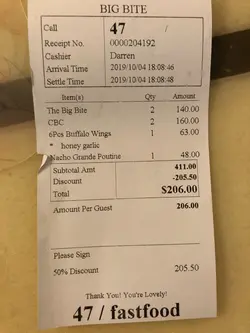 BIG BITE
Call 47 /
Receipt No. 0000204192
Cashier Darren
Arrival Time 2019/10/04 18:08:46
Settle Time 2019/10/04 18:08:48
Item(s) Qty Amount
The Big Bite 2 140.00
CBC 2 160.00
6Pcs Buffalo Wings 1 63.00
* honey garlic
Nacho Grande Poutine 1 48.00
Subtotal Amt 411.00
Discount -205.50
Total $206.00
Amount Per Guest 206.00
Please Sign
50% Discount 205.50
Thank You! You're Lovely!
47 / fastfood